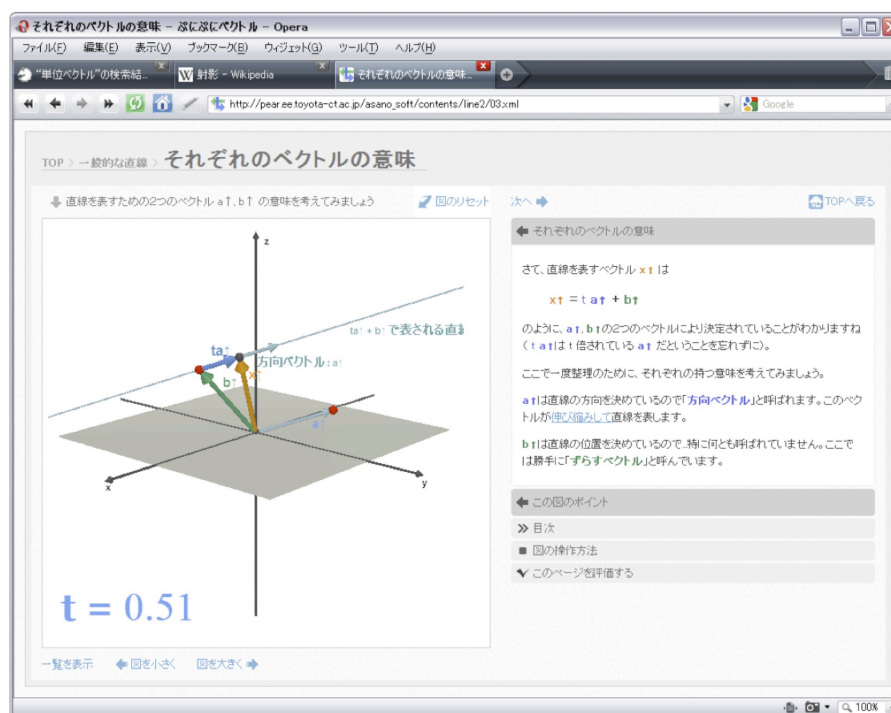 それぞれのベクトルの意味 - ぷにぷにベクトル - Opera
ファイル(F) 編集(E) 表示(V) ブックマーク(B) ウィジェット(G) ツール(T) ヘルプ(H)
“単位ベクトル”の検索結... 射影 - Wikipedia それぞれのベクトルの意味...
http://pear.ee.toyota-ct.ac.jp/asano_soft/contents/line2/03.xml Google
TOP > 一般的な直線 > それぞれのベクトルの意味
直線を表すための2つのベクトル a↑, b↑ の意味を考えてみましょう 図のリセット
z
ta↑ + b↑ で表される直線
ta↑
方向ベクトル : a↑
x↑
b↑
a↑
x
y
t = 0.51
一覧を表示 図を小さく 図を大きく
次へ TOPへ戻る
それぞれのベクトルの意味
さて、直線を表すベクトル x↑ は
x↑ = t a↑ + b↑
のように、a↑, b↑の2つのベクトルにより決定されていることがわかりますね
( t a↑は t 倍されている a↑ だということを忘れずに)。
ここで一度整理のために、それぞれの持つ意味を考えてみましょう。
a↑は直線の方向を決めているので「方向ベクトル」と呼ばれます。このベク
トルが伸び縮みして直線を表します。
b↑は直線の位置を決めているので...特に何とも呼ばれていません。ここで
は勝手に「ずらすベクトル」と呼んでいます。
この図のポイント
目次
図の操作方法
このページを評価する
100%